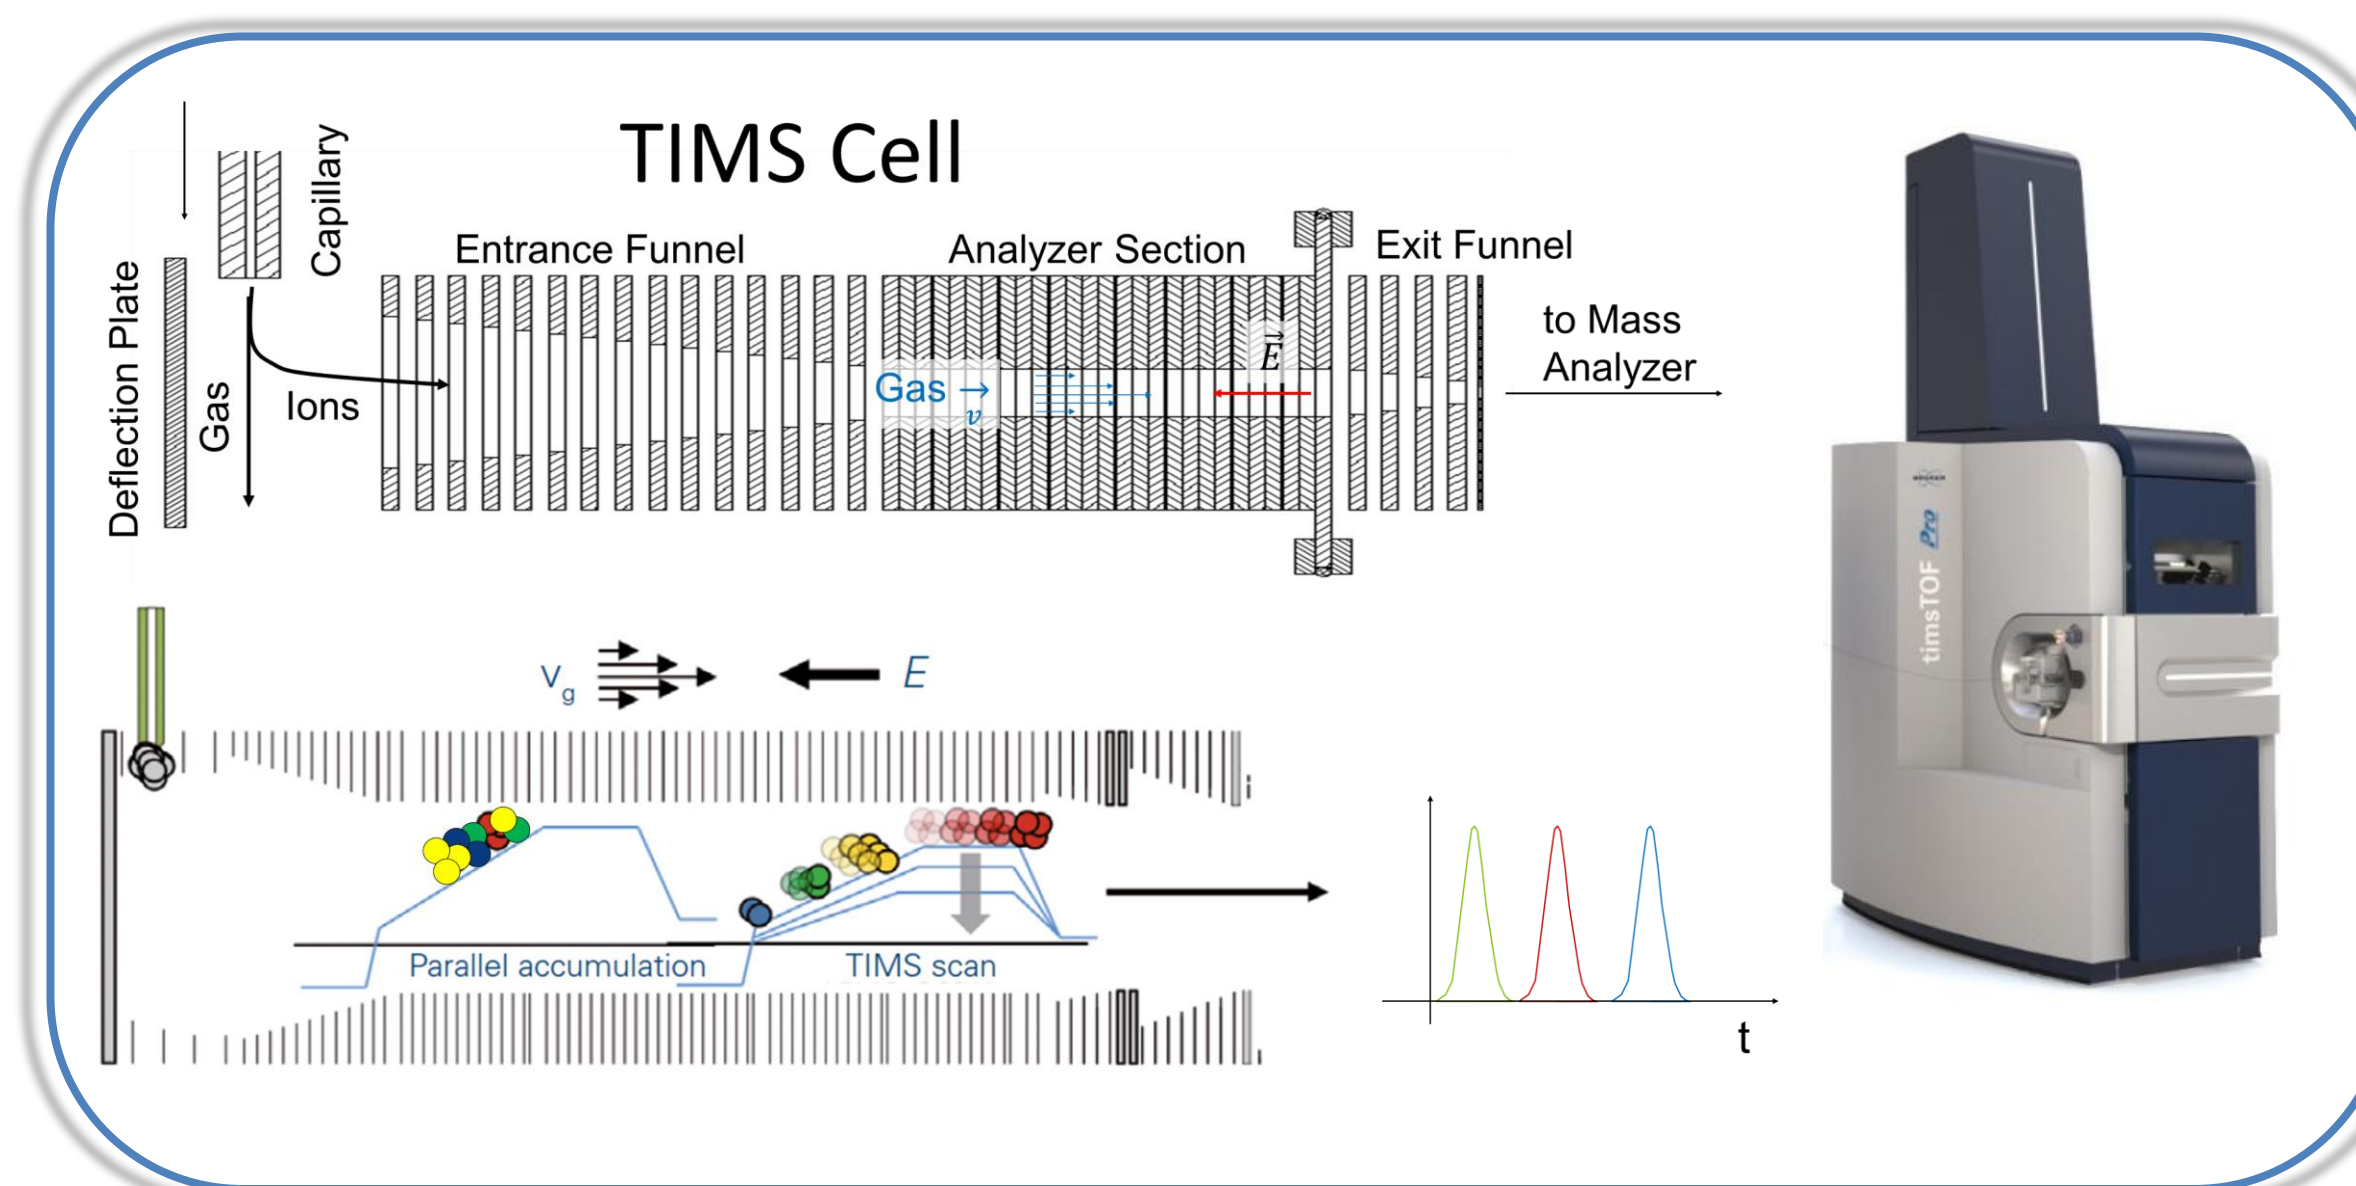 TIMS Cell
Capillary
Deflection Plate
Gas
Ions
Entrance Funnel
Analyzer Section
Exit Funnel
Gas →
v
E
to Mass
Analyzer
Vg
E
Parallel accumulation
TIMS scan
t
timsTOF Pro